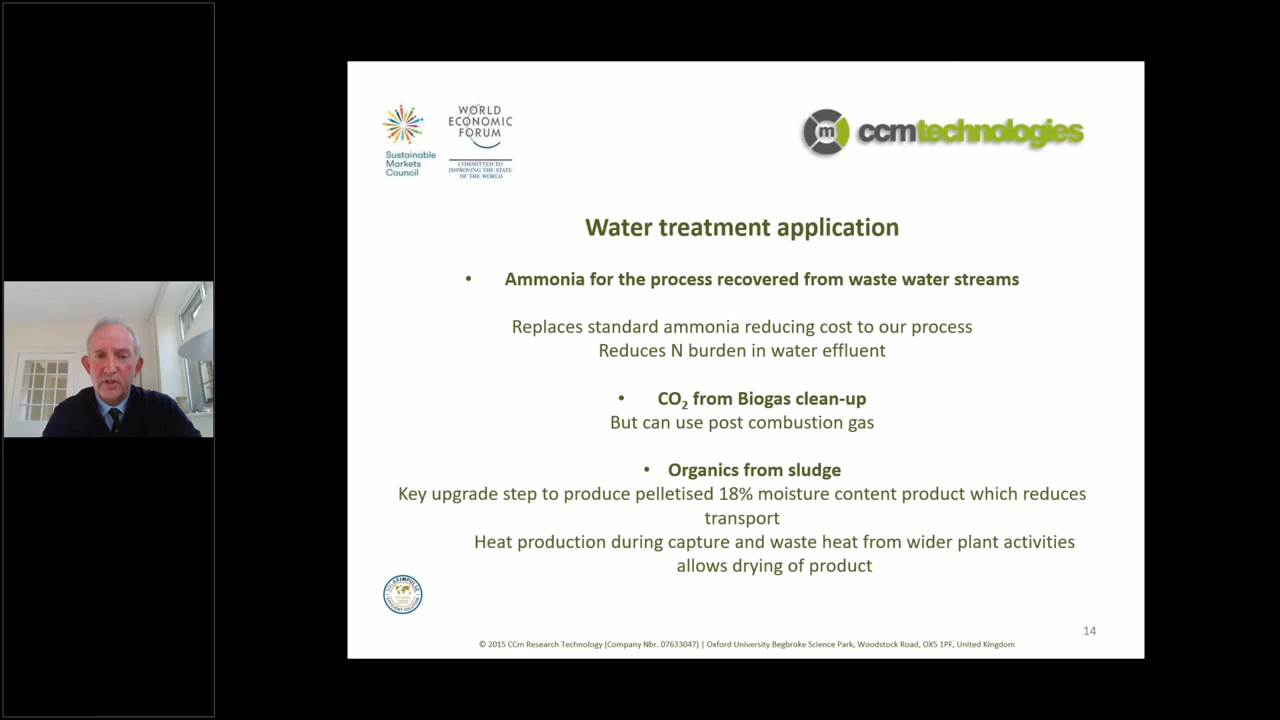 Sustainable
Markets
Council
WORLD
ECONOMIC
FORUM
COMMITTED TO
IMPROVING THE STATE
OF THE WORLD
m ccmtechnologies
Water treatment application
• Ammonia for the process recovered from waste water streams
Replaces standard ammonia reducing cost to our process
Reduces N burden in water effluent
• CO₂ from Biogas clean-up
But can use post combustion gas
• Organics from sludge
Key upgrade step to produce pelletised 18% moisture content product which reduces
transport
Heat production during capture and waste heat from wider plant activities
allows drying of product
SOLARIMPULSE
EFFICIENT SOLUTION
14
© 2015 CCm Research Technology (Company Nbr. 07633047) | Oxford University Begbroke Science Park, Woodstock Road, OX5 1PF, United Kingdom